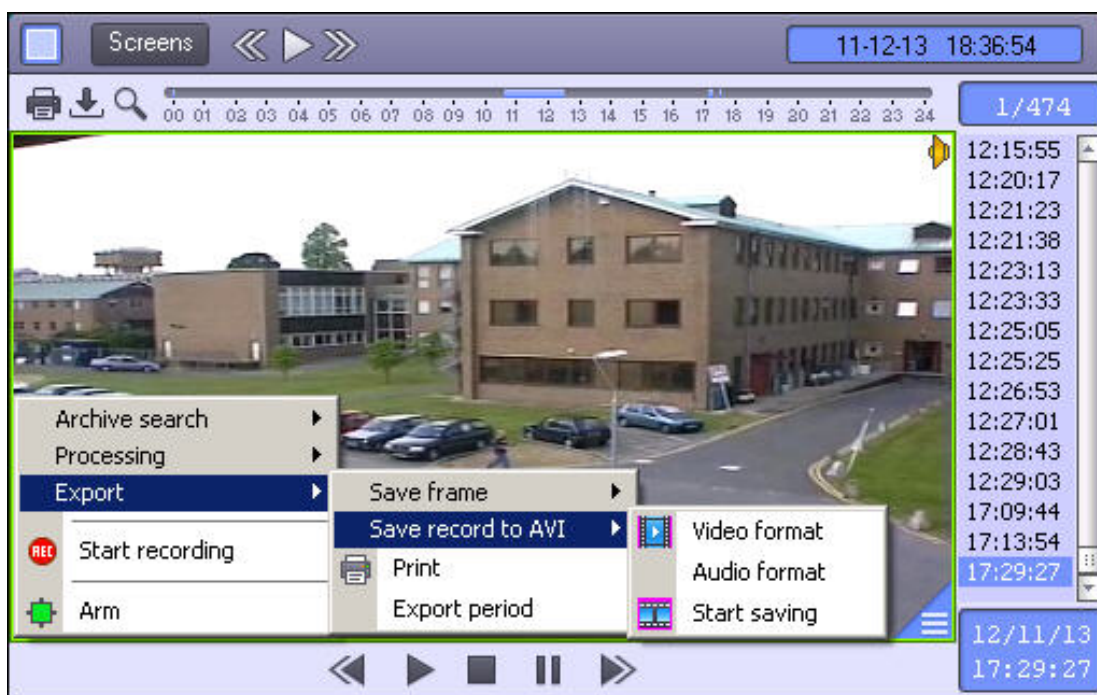 Screens
11-12-13 18:36:54
00 01 02 03 04 05 06 07 08 09 10 11 12 13 14 15 16 17 18 19 20 21 22 23 24
1/474
12:15:55
12:20:17
12:21:23
12:21:38
12:23:13
12:23:33
12:25:05
12:25:25
12:26:53
12:27:01
12:28:43
12:29:03
17:09:44
17:13:54
17:29:27
Archive search
Processing
Export
REC Start recording
Arm
Save frame
Save record to AVI
Print
Export period
Video format
Audio format
Start saving
12/11/13
17:29:27